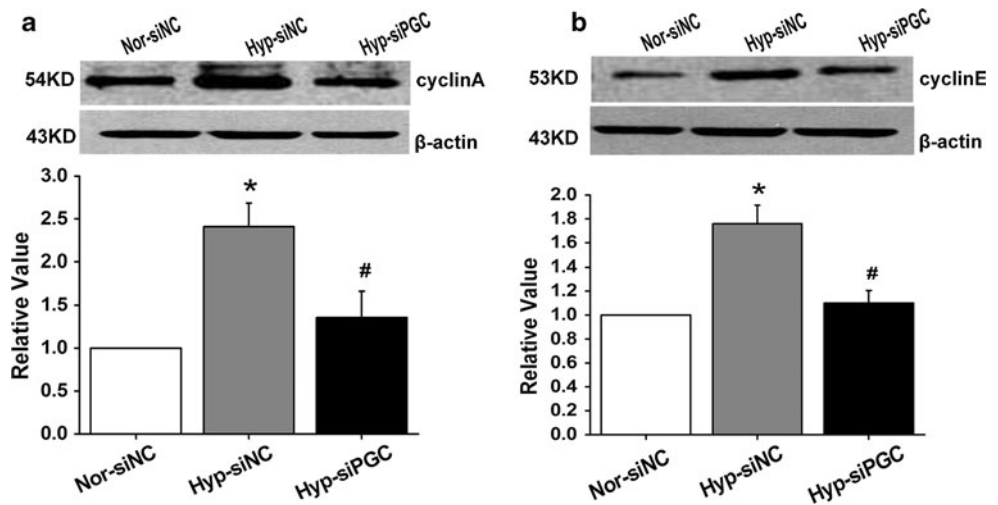 a
Nor-siNC Hyp-siNC Hyp-siPGC
54KD cyclinA
43KD β-actin
3.0
2.5
2.0
1.5
1.0
0.5
0.0
Relative Value
*
#
Nor-siNC Hyp-siNC Hyp-siPGC
b
Nor-siNC Hyp-siNC Hyp-siPGC
53KD cyclinE
43KD β-actin
2.0
1.8
1.6
1.4
1.2
1.0
0.8
0.6
0.4
0.2
0.0
Relative Value
*
#
Nor-siNC Hyp-siNC Hyp-siPGC